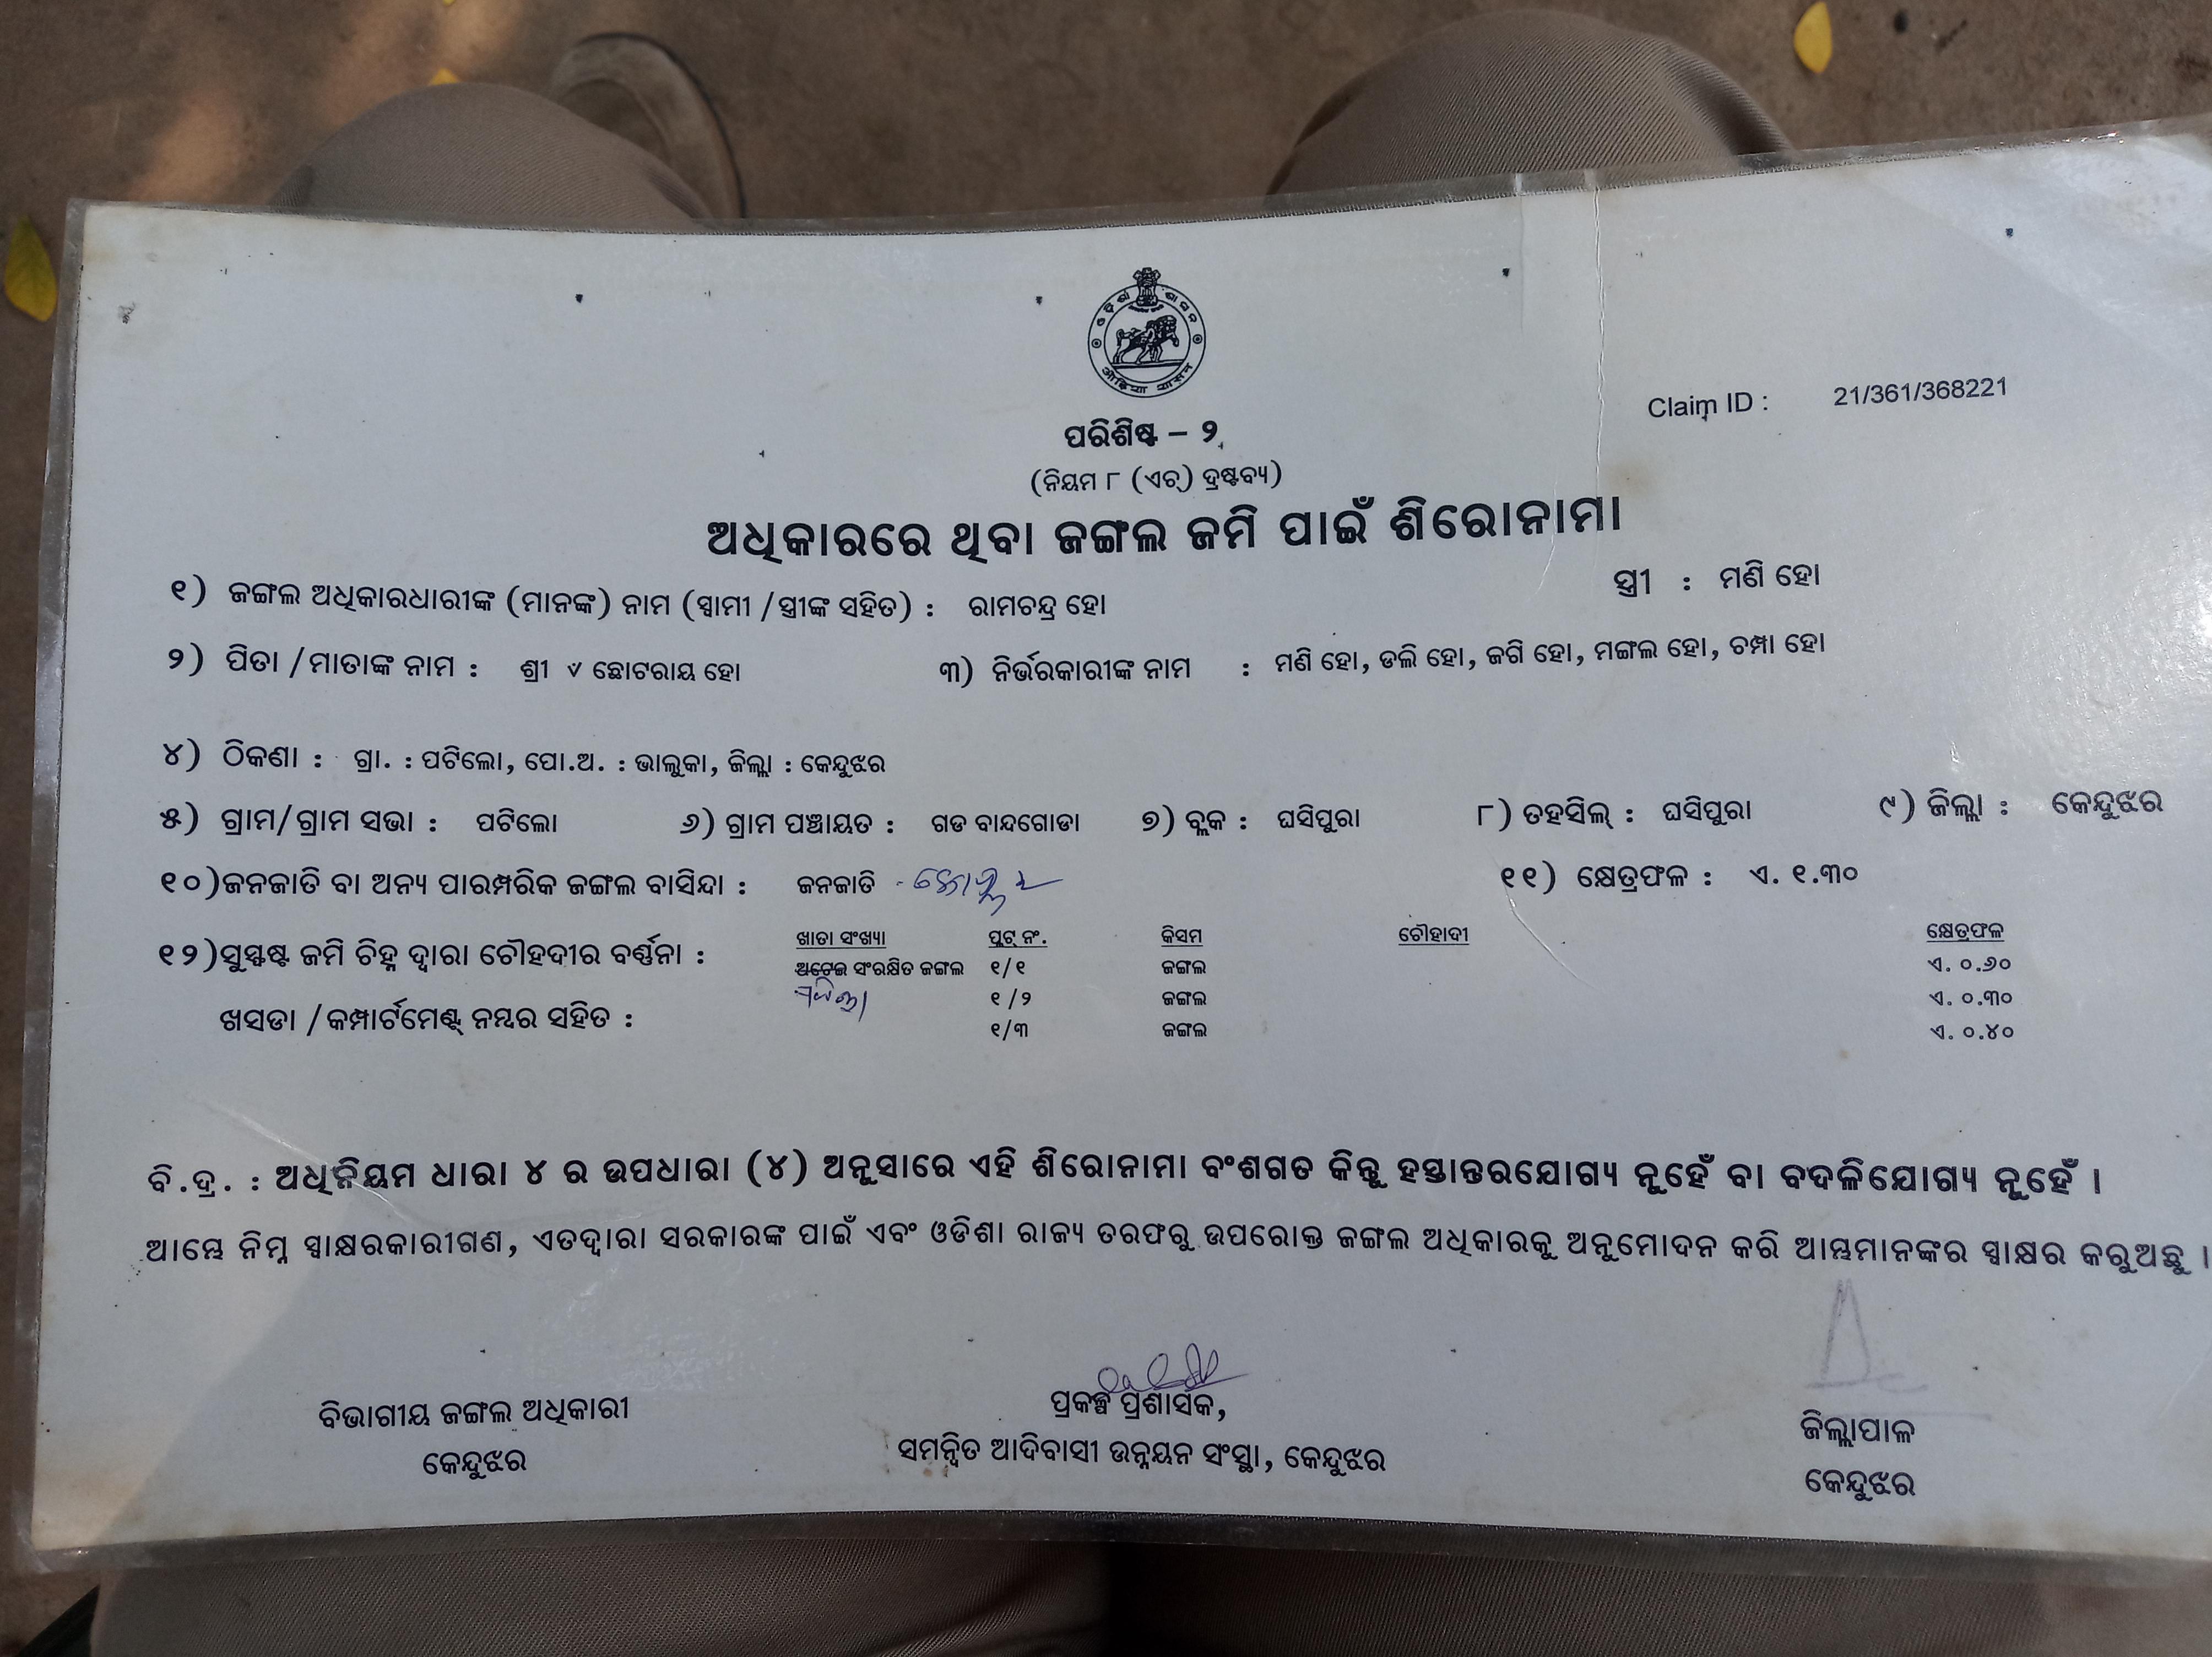 ଓଡ଼ିଶା ଶାସନ
ओड़िशा शासन
Claim ID : 21/361/368221
ପରିଶିଷ୍ଟ – ୨
(ନିୟମ ୮ (ଏଚ୍) ଦ୍ରଷ୍ଟବ୍ୟ)
ଅଧିକାରରେ ଥିବା ଜଙ୍ଗଲ ଜମି ପାଇଁ ଶିରୋନାମା
୧) ଜଙ୍ଗଲ ଅଧିକାରଧାରୀଙ୍କ (ମାନଙ୍କ) ନାମ (ସ୍ୱାମୀ /ସ୍ତ୍ରୀଙ୍କ ସହିତ) : ରାମଚନ୍ଦ୍ର ହୋ ସ୍ତ୍ରୀ : ମଣି ହୋ
୨) ପିତା /ମାତାଙ୍କ ନାମ : ଶ୍ରୀ ଏ ଛୋଟରାୟ ହୋ ୩) ନିର୍ଭରକାରୀଙ୍କ ନାମ : ମଣି ହୋ, ଡଲି ହୋ, ଜଗି ହୋ, ମଙ୍ଗଲ ହୋ, ଚମ୍ପା ହୋ
୪) ଠିକଣା : ଗ୍ରା. : ପଟିଲୋ, ପୋ.ଅ. : ଭାଲୁକା, ଜିଲ୍ଲା : କେନ୍ଦୁଝର
୫) ଗ୍ରାମ/ଗ୍ରାମ ସଭା : ପଟିଲୋ ୬) ଗ୍ରାମ ପଞ୍ଚାୟତ : ଗଡ ବାନ୍ଦଗୋଡା ୭) ବ୍ଲକ : ଘସିପୁରା ୮) ତହସିଲ୍ : ଘସିପୁରା ୯) ଜିଲ୍ଲା : କେନ୍ଦୁଝର
୧୦)ଜନଜାତି ବା ଅନ୍ୟ ପାରମ୍ପରିକ ଜଙ୍ଗଲ ବାସିନ୍ଦା : ଜନଜାତି ୧୧) କ୍ଷେତ୍ରଫଳ : ଏ. ୧.୩୦
ଖାତା ସଂଖ୍ୟା ପ୍ଲଟ୍ ନଂ. କିସମ ଚୌହାଦୀ କ୍ଷେତ୍ରଫଳ
୧୨)ସୁସ୍ପଷ୍ଟ ଜମି ଚିହ୍ନ ଦ୍ୱାରା ଚୌହଦୀର ବର୍ଣ୍ଣନା : ଅଟେଇ ସଂରକ୍ଷିତ ଜଙ୍ଗଲ ୧/୧ ଜଙ୍ଗଲ ଏ. ୦.୬୦
୧/୨ ଜଙ୍ଗଲ ଏ. ୦.୩୦
ଖସଡା /କମ୍ପାର୍ଟମେଣ୍ଟ୍ ନମ୍ବର ସହିତ : ୧/୩ ଜଙ୍ଗଲ ଏ. ୦.୪୦
ବି.ଦ୍ର. : ଅଧିନିୟମ ଧାରା ୪ ର ଉପଧାରା (୪) ଅନୁସାରେ ଏହି ଶିରୋନାମା ବଂଶଗତ କିନ୍ତୁ ହସ୍ତାନ୍ତରଯୋଗ୍ୟ ନୁହେଁ ବା ବଦଳିଯୋଗ୍ୟ ନୁହେଁ ।
ଆମ୍ଭେ ନିମ୍ନ ସ୍ୱାକ୍ଷରକାରୀଗଣ, ଏତଦ୍ୱାରା ସରକାରଙ୍କ ପାଇଁ ଏବଂ ଓଡିଶା ରାଜ୍ୟ ତରଫରୁ ଉପରୋକ୍ତ ଜଙ୍ଗଲ ଅଧିକାରକୁ ଅନୁମୋଦନ କରି ଆମ୍ଭମାନଙ୍କର ସ୍ୱାକ୍ଷର କରୁଅଛୁ ।
ବିଭାଗୀୟ ଜଙ୍ଗଲ ଅଧିକାରୀ
କେନ୍ଦୁଝର
ପ୍ରକଳ୍ପ ପ୍ରଶାସକ,
ସମନ୍ୱିତ ଆଦିବାସୀ ଉନ୍ନୟନ ସଂସ୍ଥା, କେନ୍ଦୁଝର
ଜିଲ୍ଲାପାଳ
କେନ୍ଦୁଝର